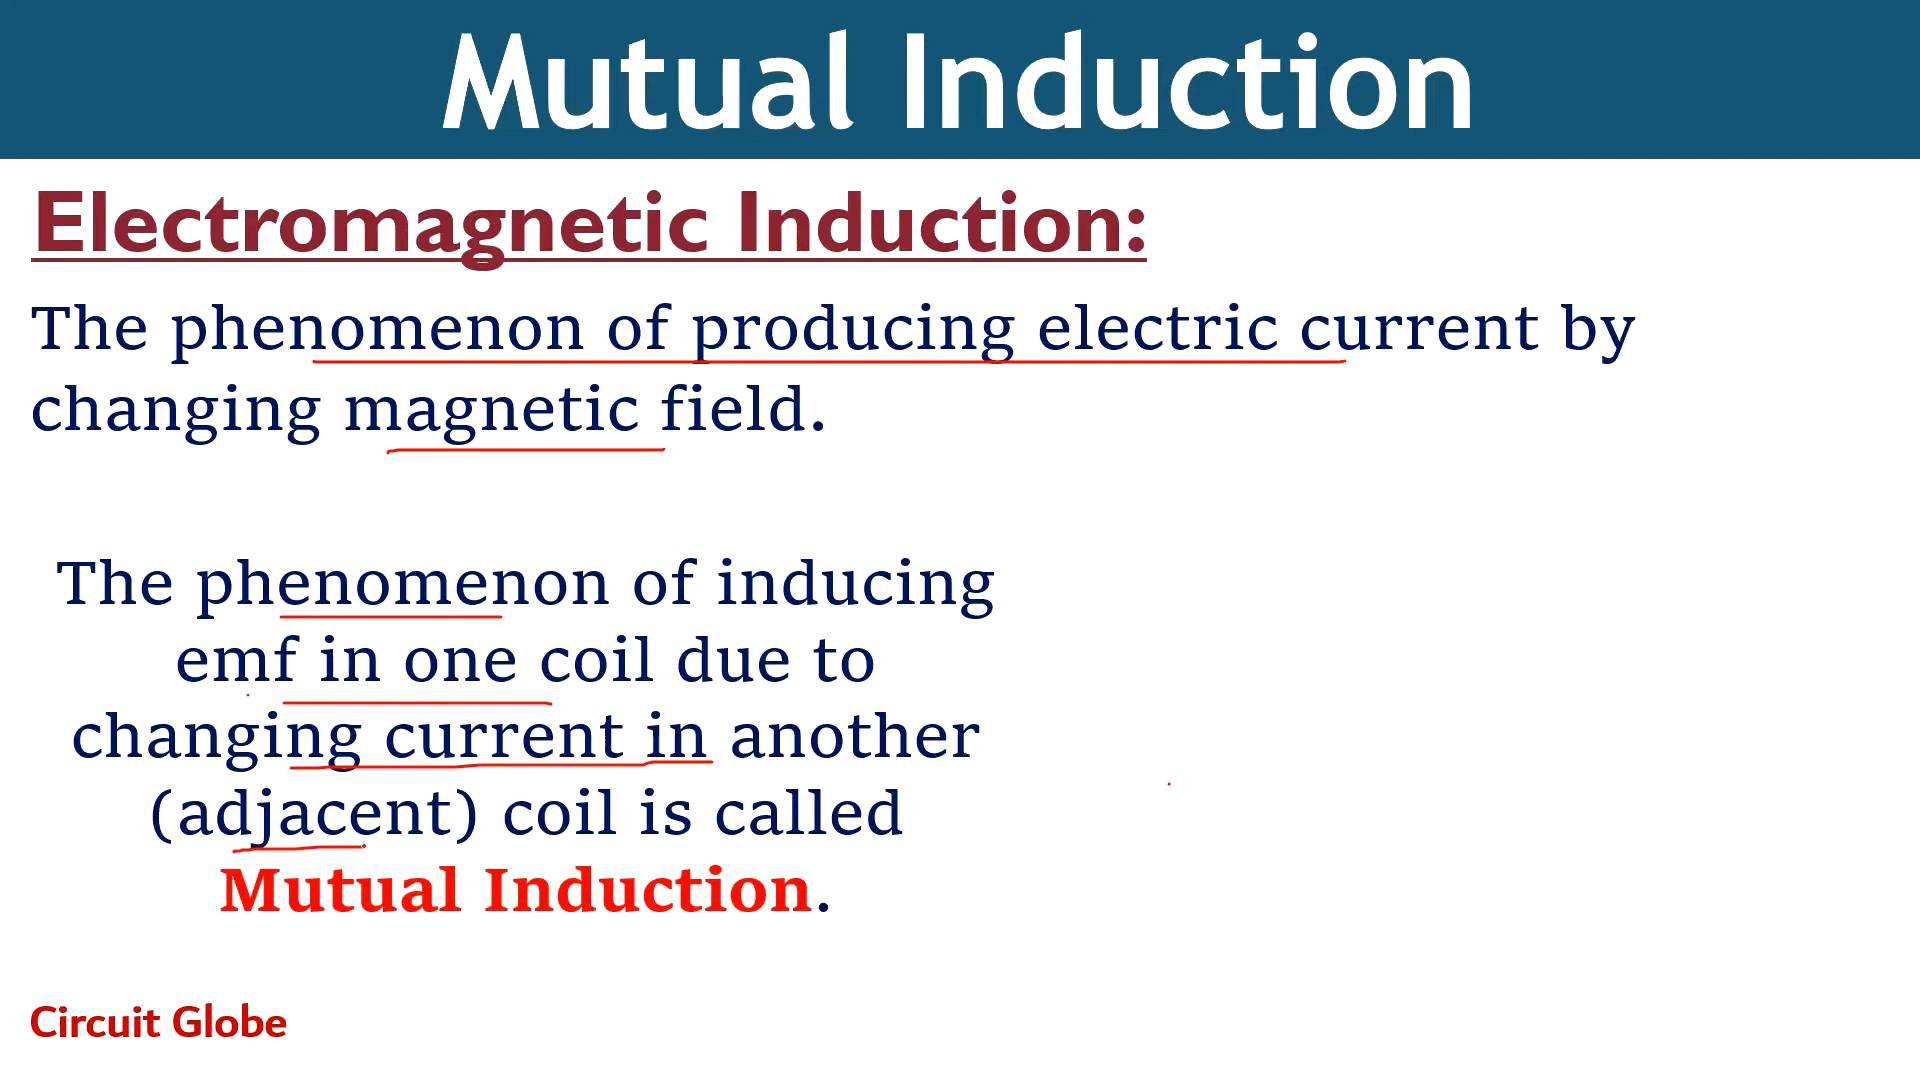 Mutual Induction
Electromagnetic Induction:
The phenomenon of producing electric current by
changing magnetic field.
The phenomenon of inducing
emf in one coil due to
changing current in another
(adjacent) coil is called
Mutual Induction.
Circuit Globe